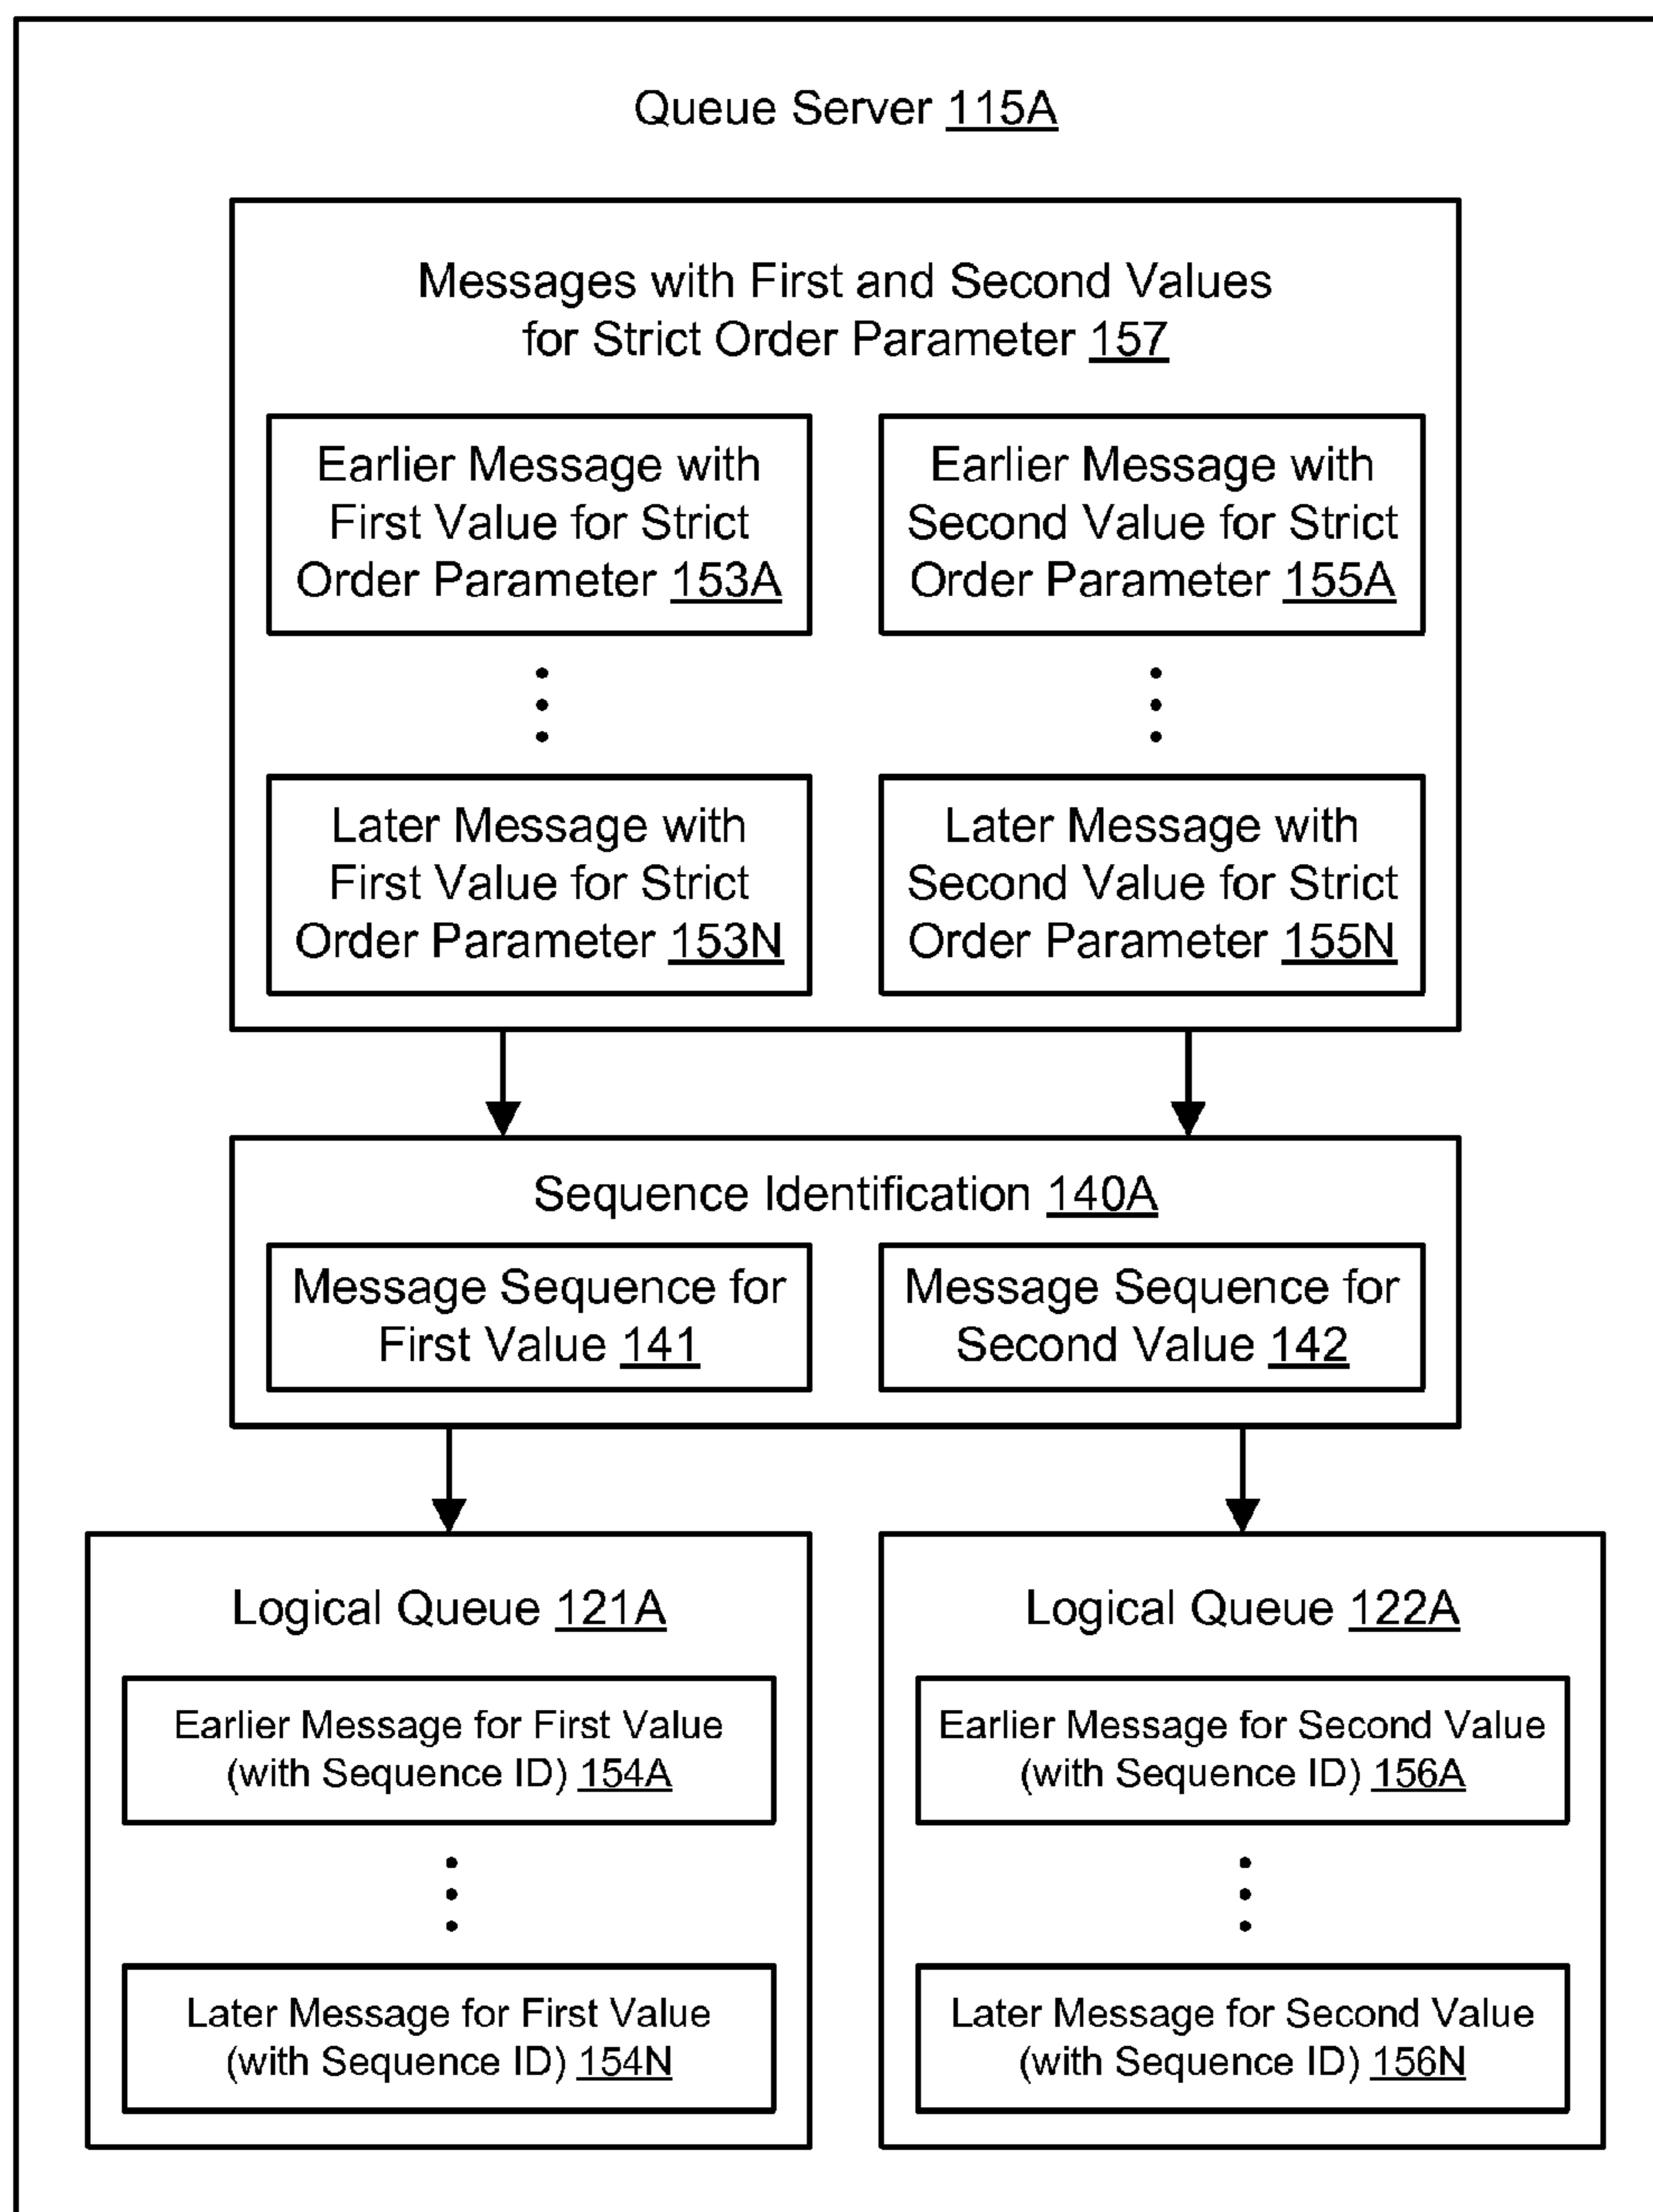 Queue Server 115A
Messages with First and Second Values
for Strict Order Parameter 157
Earlier Message with
First Value for Strict
Order Parameter 153A
Earlier Message with
Second Value for Strict
Order Parameter 155A
Later Message with
First Value for Strict
Order Parameter 153N
Later Message with
Second Value for Strict
Order Parameter 155N
Sequence Identification 140A
Message Sequence for
First Value 141
Message Sequence for
Second Value 142
Logical Queue 121A
Earlier Message for First Value
(with Sequence ID) 154A
Later Message for First Value
(with Sequence ID) 154N
Logical Queue 122A
Earlier Message for Second Value
(with Sequence ID) 156A
Later Message for Second Value
(with Sequence ID) 156N